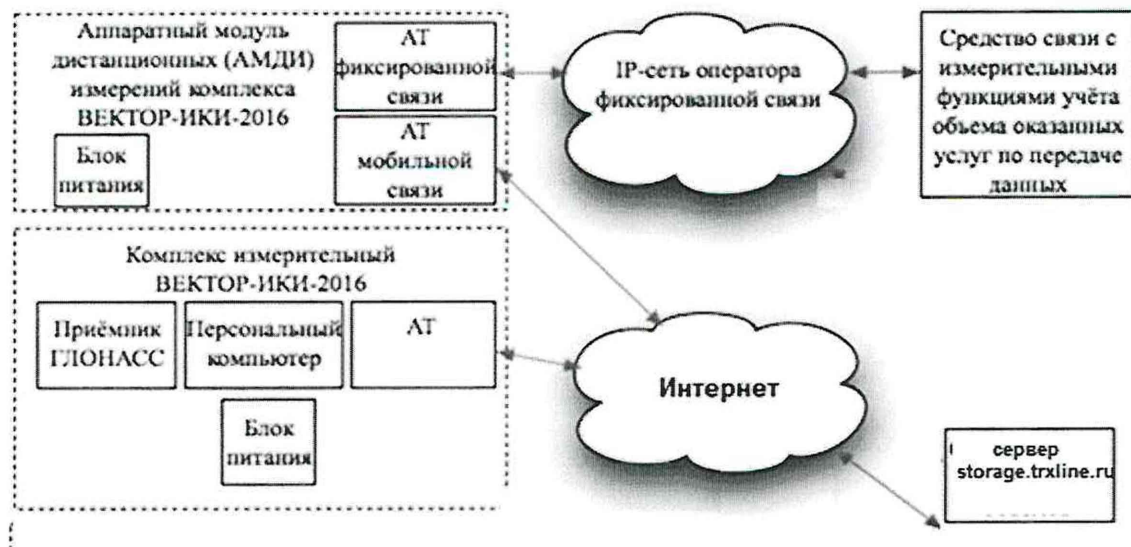 Аппаратный модуль
дистанционных (АМДИ)
измерений комплекса
ВЕКТОР-ИКИ-2016
Блок
питания
АТ
фиксированной
связи
АТ
мобильной
связи
IP-сеть оператора
фиксированной связи
Средство связи с
измерительными
функциями учёта
объема оказанных
услуг по передаче
данных
Комплекс измерительный
ВЕКТОР-ИКИ-2016
Приёмник
ГЛОНАСС
Персональный
компьютер
АТ
Блок
питания
Интернет
сервер
storage.trxline.ru